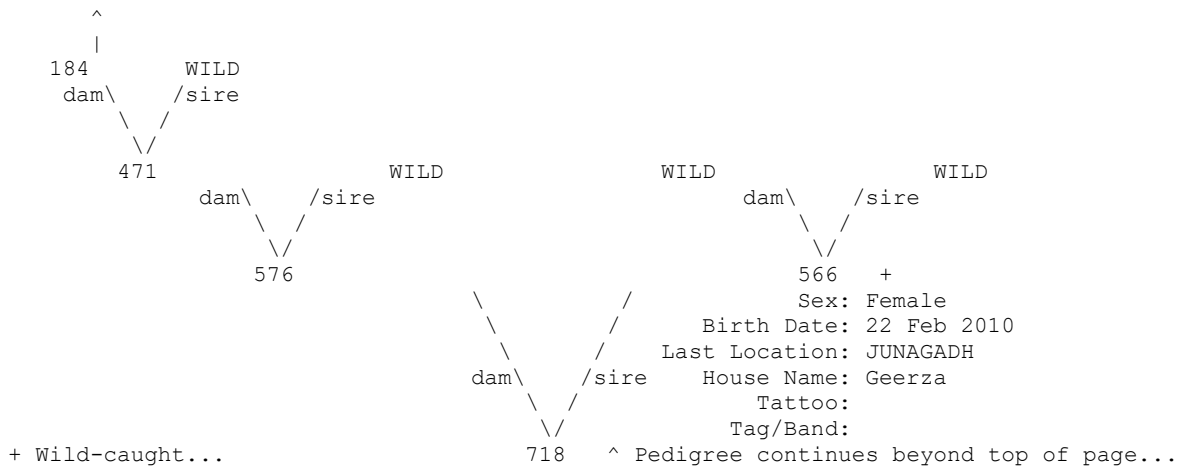 ^
|
184 WILD
dam\ /sire
\ /
\/
471 WILD WILD WILD
dam\ /sire dam\ /sire
\ / \ /
\/ \/
576 566 +
\ / Sex: Female
\ / Birth Date: 22 Feb 2010
\ / Last Location: JUNAGADH
dam\ /sire House Name: Geerza
\ / Tattoo:
\/ Tag/Band:
+ Wild-caught... 718 ^ Pedigree continues beyond top of page...